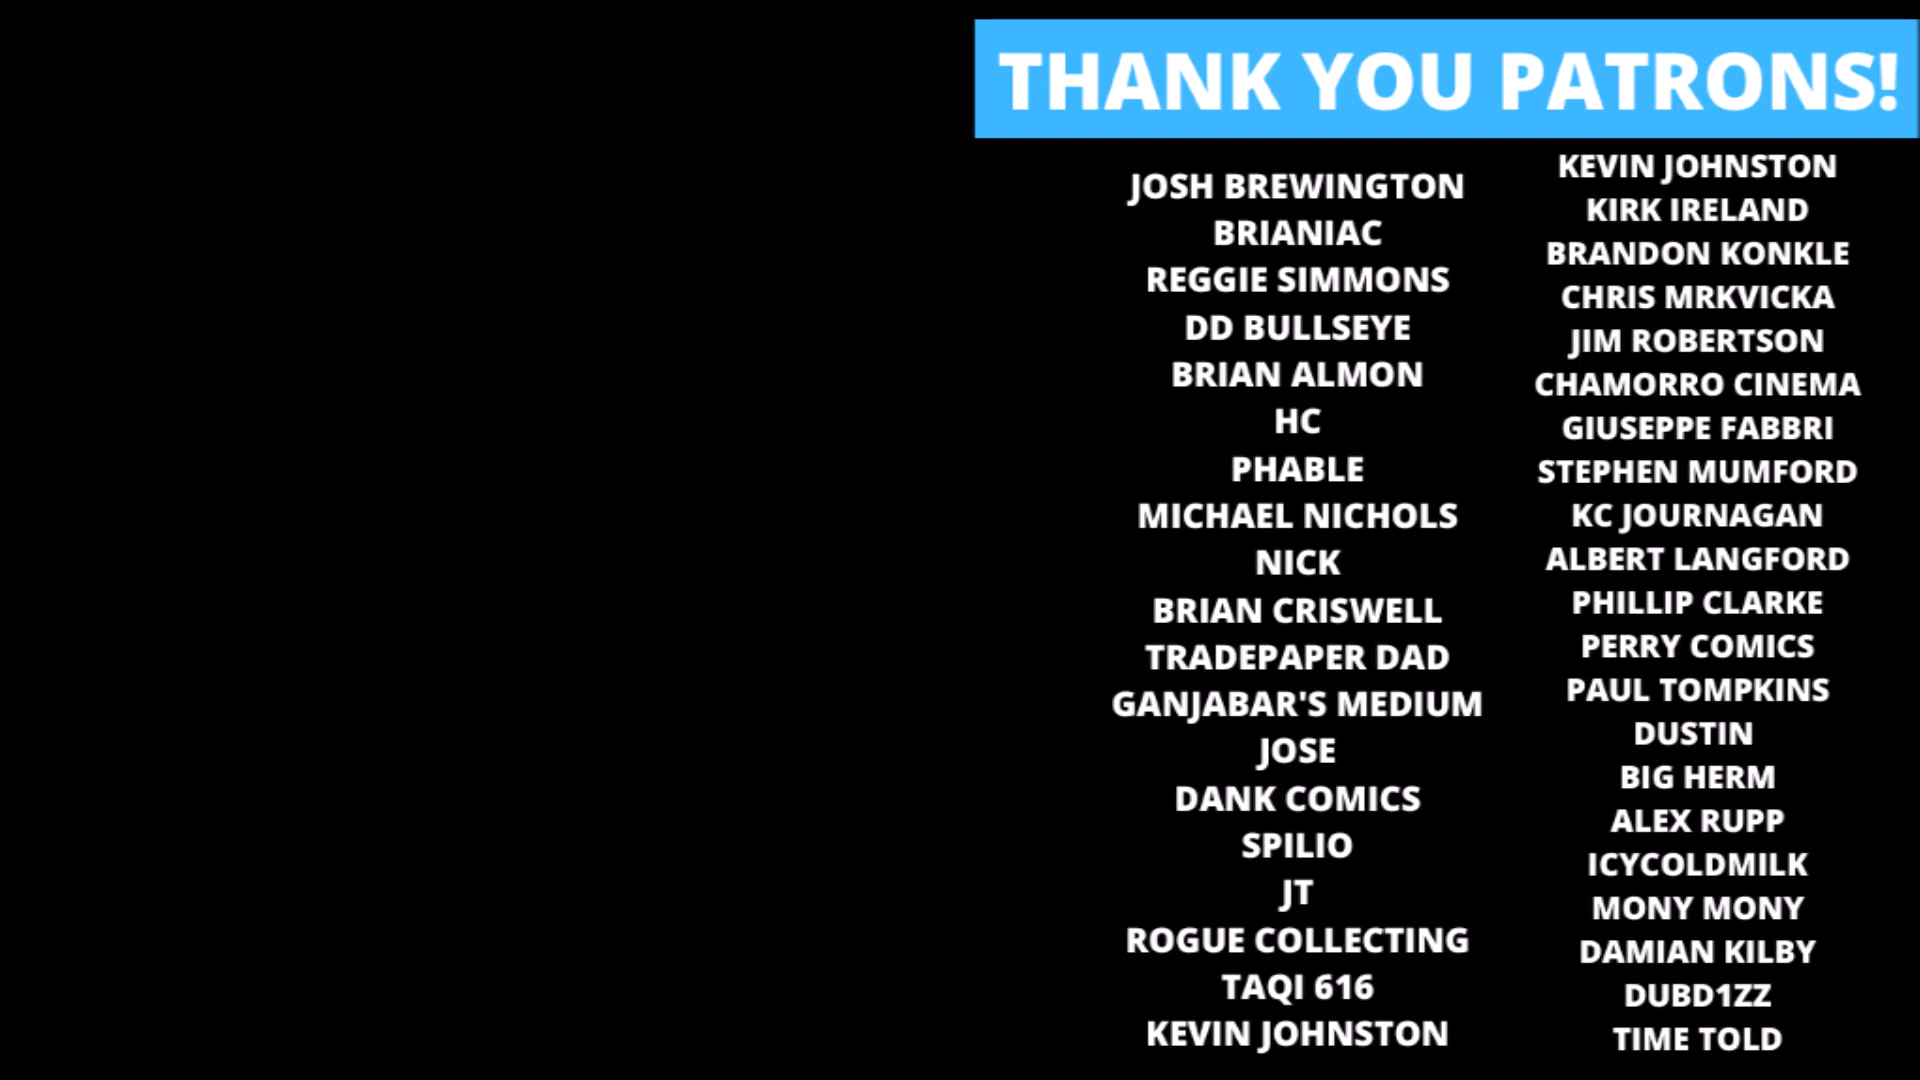 THANK YOU PATRONS!
JOSH BREWINGTON
BRIANIAC
REGGIE SIMMONS
DD BULLSEYE
BRIAN ALMON
HC
PHABLE
MICHAEL NICHOLS
NICK
BRIAN CRISWELL
TRADEPAPER DAD
GANJABAR'S MEDIUM
JOSE
DANK COMICS
SPILIO
JT
ROGUE COLLECTING
TAQI 616
KEVIN JOHNSTON
KEVIN JOHNSTON
KIRK IRELAND
BRANDON KONKLE
CHRIS MRKVICKA
JIM ROBERTSON
CHAMORRO CINEMA
GIUSEPPE FABBRI
STEPHEN MUMFORD
KC JOURNAGAN
ALBERT LANGFORD
PHILLIP CLARKE
PERRY COMICS
PAUL TOMPKINS
DUSTIN
BIG HERM
ALEX RUPP
ICYCOLDMILK
MONY MONY
DAMIAN KILBY
DUBD1ZZ
TIME TOLD